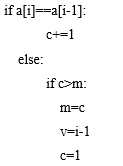 if a[i]==a[i-1]:
c+=1
else:
if c>m:
m=c
v=i-1
c=1